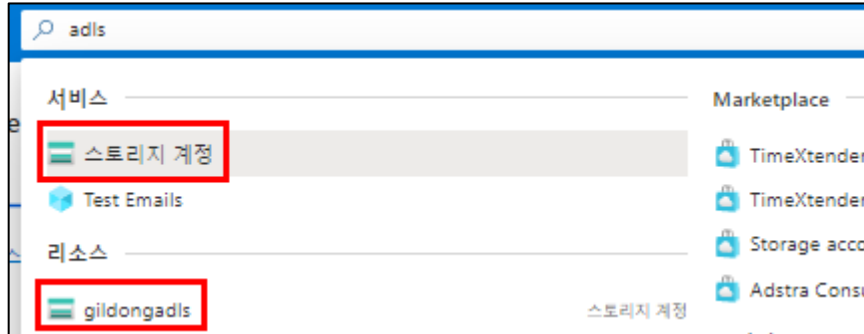 adls
서비스
스토리지 계정
Test Emails
리소스
gildongadls 스토리지 계정
Marketplace
TimeXtender
TimeXtender
Storage acco
Adstra Consu